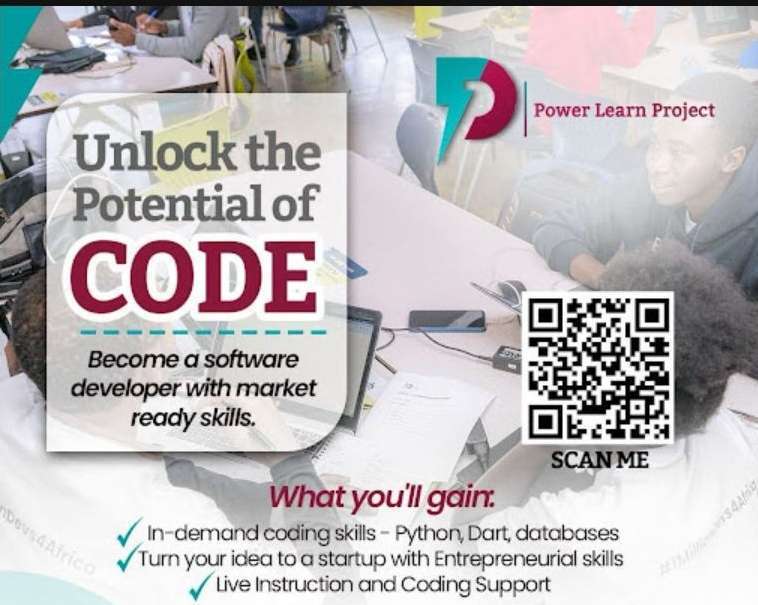 Power Learn Project
Unlock the
Potential of
CODE
Become a software
developer with market
ready skills.
SCAN ME
What you'll gain:
In-demand coding skills - Python, Dart, databases
Turn your idea to a startup with Entrepreneurial skills
Live Instruction and Coding Support